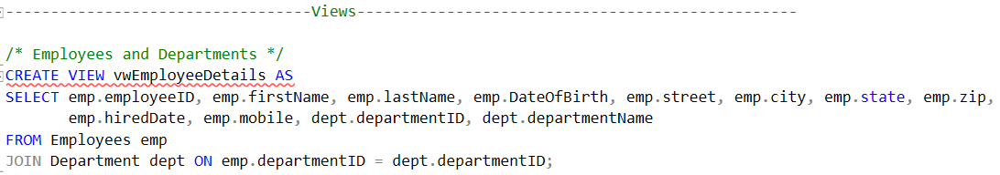 ----------------------------------Views-------------------------------------------------
/* Employees and Departments */
CREATE VIEW vwEmployeeDetails AS
SELECT emp.employeeID, emp.firstName, emp.lastName, emp.DateOfBirth, emp.street, emp.city, emp.state, emp.zip,
       emp.hiredDate, emp.mobile, dept.departmentID, dept.departmentName
FROM Employees emp
JOIN Department dept ON emp.departmentID = dept.departmentID;